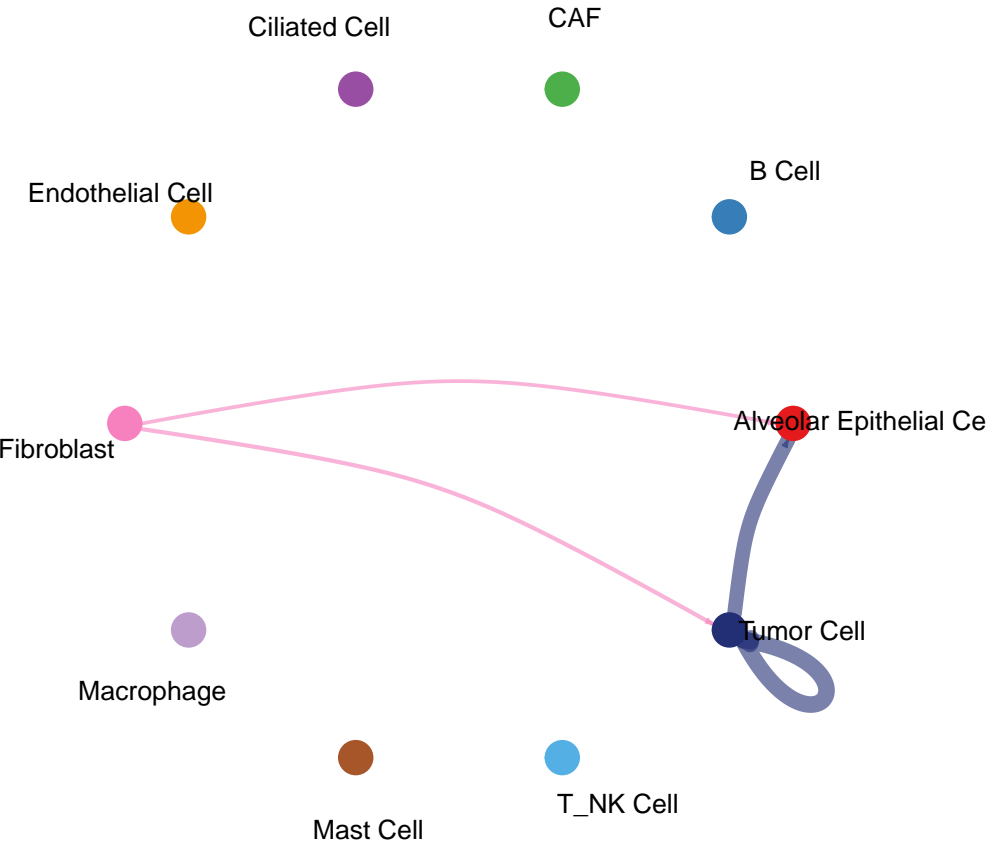 Ciliated Cell
CAF
B Cell
Endothelial Cell
Alveolar Epithelial Ce
Fibroblast
Tumor Cell
Macrophage
T_NK Cell
Mast Cell